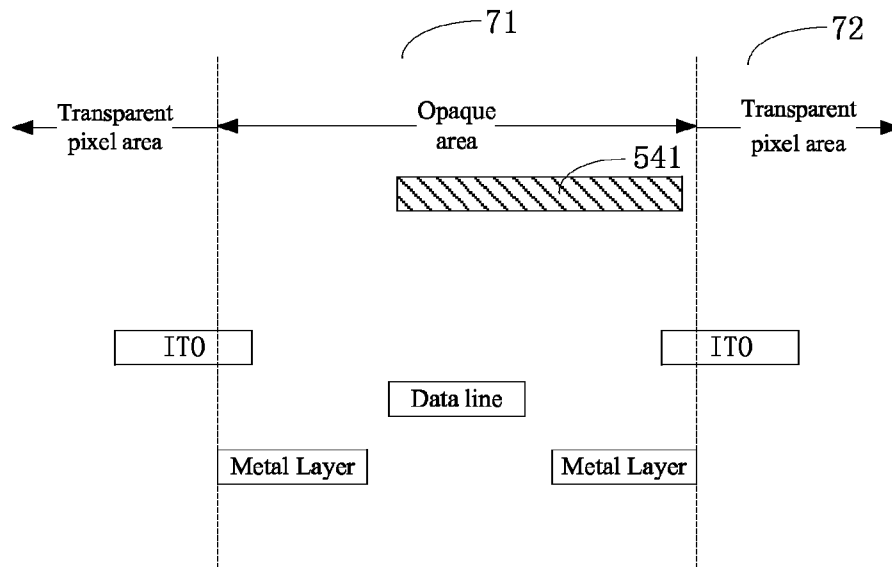 71
72
Transparent
pixel area
Opaque
area
Transparent
pixel area
541
ITO
ITO
Data line
Metal Layer
Metal Layer